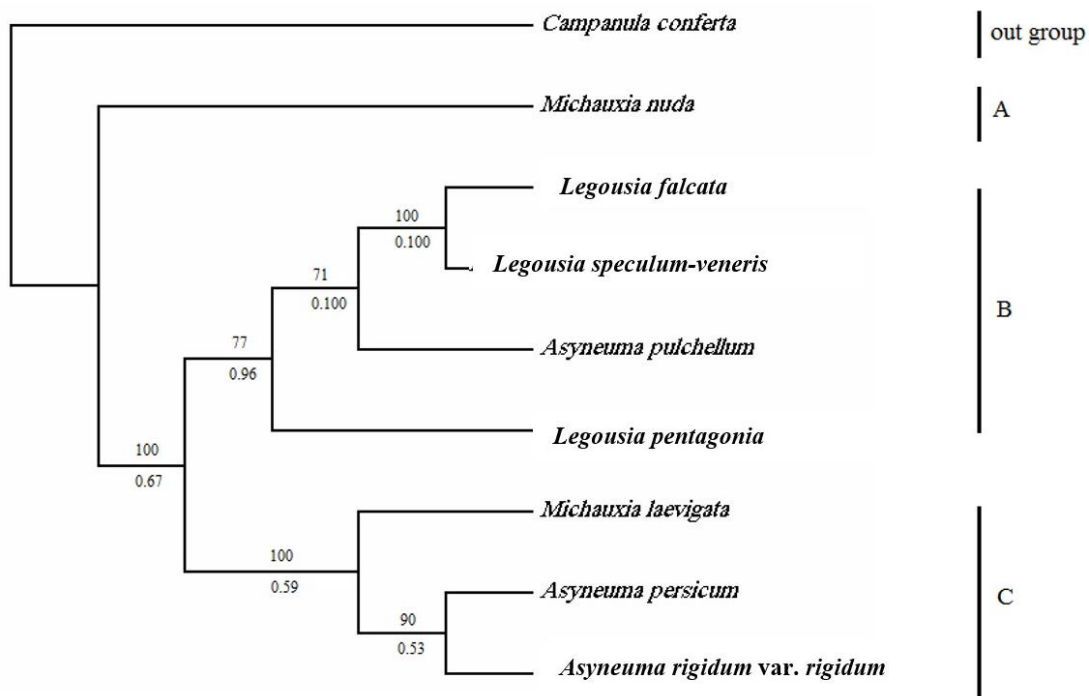 Campanula conferta
out group
Michauxia nuda
A
Legousia falcata
100
0.100
Legousia speculum-veneris
71
0.100
B
Asyneuma pulchellum
77
0.96
Legousia pentagonia
100
0.67
Michauxia laevigata
100
0.59
Asyneuma persicum
C
90
0.53
Asyneuma rigidum var. rigidum